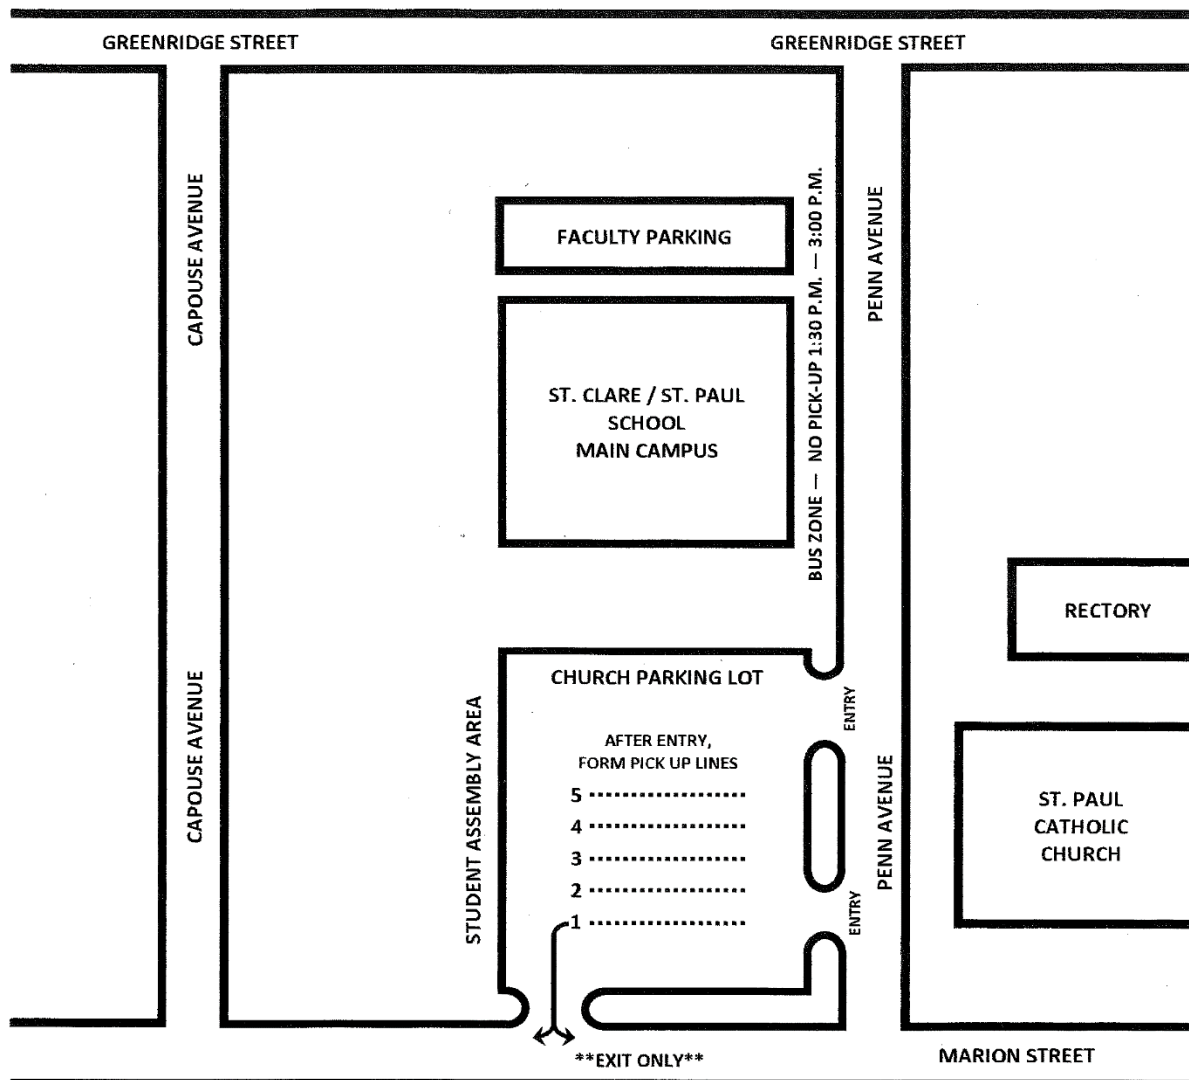 GREENRIDGE STREET
GREENRIDGE STREET
CAPOUSE AVENUE
FACULTY PARKING
BUS ZONE — NO PICK-UP 1:30 P.M. — 3:00 P.M.
PENN AVENUE
ST. CLARE / ST. PAUL
SCHOOL
MAIN CAMPUS
RECTORY
CAPOUSE AVENUE
STUDENT ASSEMBLY AREA
CHURCH PARKING LOT
ENTRY
AFTER ENTRY,
FORM PICK UP LINES
5
4
3
2
1
PENN AVENUE
ENTRY
ST. PAUL
CATHOLIC
CHURCH
**EXIT ONLY**
MARION STREET